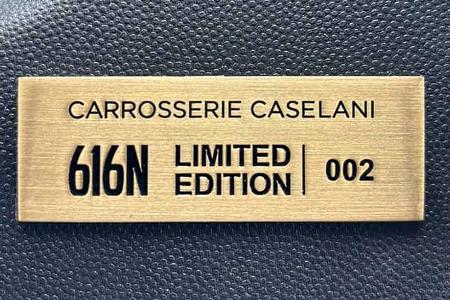 CARROSSERIE CASELANI
616N LIMITED EDITION | 002